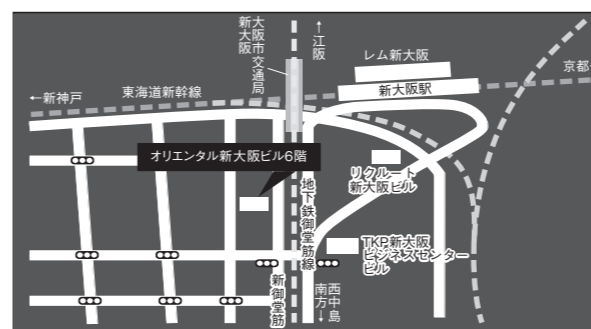 大阪市交通局
新大阪
↑江阪
レム新大阪
京都
新大阪駅
東海道新幹線
←新神戸
オリエンタル新大阪ビル6階
リクルート
新大阪ビル
地下鉄御堂筋線
TKP新大阪
ビジネスセンター
ビル
新御堂筋
西中島
南方↓